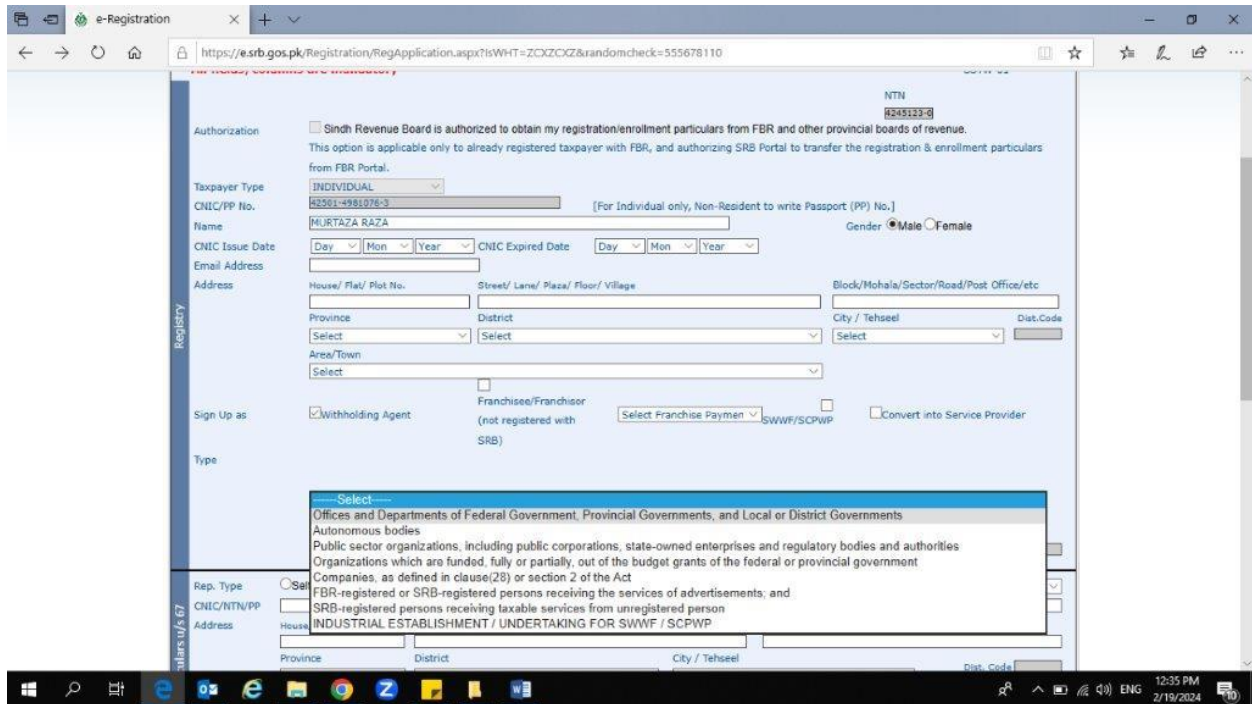 e-Registration
https://e.srb.gos.pk/Registration/RegApplication.aspx?IsWHT=ZCXZCXZ&randomcheck=555678110
All fields/columns are mandatory
NTN
4245123-0
Authorization
Sindh Revenue Board is authorized to obtain my registration/enrollment particulars from FBR and other provincial boards of revenue.
This option is applicable only to already registered taxpayer with FBR, and authorizing SRB Portal to transfer the registration & enrollment particulars
from FBR Portal.
Taxpayer Type INDIVIDUAL
CNIC/PP No. 42501-4981076-3 [For Individual only, Non-Resident to write Passport (PP) No.]
Name MURTAZA RAZA Gender Male Female
CNIC Issue Date Day Mon Year CNIC Expired Date Day Mon Year
Email Address
Address House/ Flat/ Plot No. Street/ Lane/ Plaza/ Floor/ Village Block/Mohala/Sector/Road/Post Office/etc
Province District City / Tehseel Dist.Code
Select Select Select
Registry
Area/Town
Select
Sign Up as Withholding Agent Franchisee/Franchisor
(not registered with
SRB) Select Franchise Paymen SWWF/SCPWP Convert into Service Provider
Type
------Select-----
Offices and Departments of Federal Government, Provincial Governments, and Local or District Governments
Autonomous bodies
Public sector organizations, including public corporations, state-owned enterprises and regulatory bodies and authorities
Organizations which are funded, fully or partially, out of the budget grants of the federal or provincial government
Companies, as defined in clause(28) or section 2 of the Act
FBR-registered or SRB-registered persons receiving the services of advertisements; and
SRB-registered persons receiving taxable services from unregistered person
INDUSTRIAL ESTABLISHMENT / UNDERTAKING FOR SWWF / SCPWP
Rep. Type Sel
CNIC/NTN/PP
Address House
ulars u/s 67
Province District City / Tehseel Dist. Code
ENG 12:35 PM
2/19/2024
10